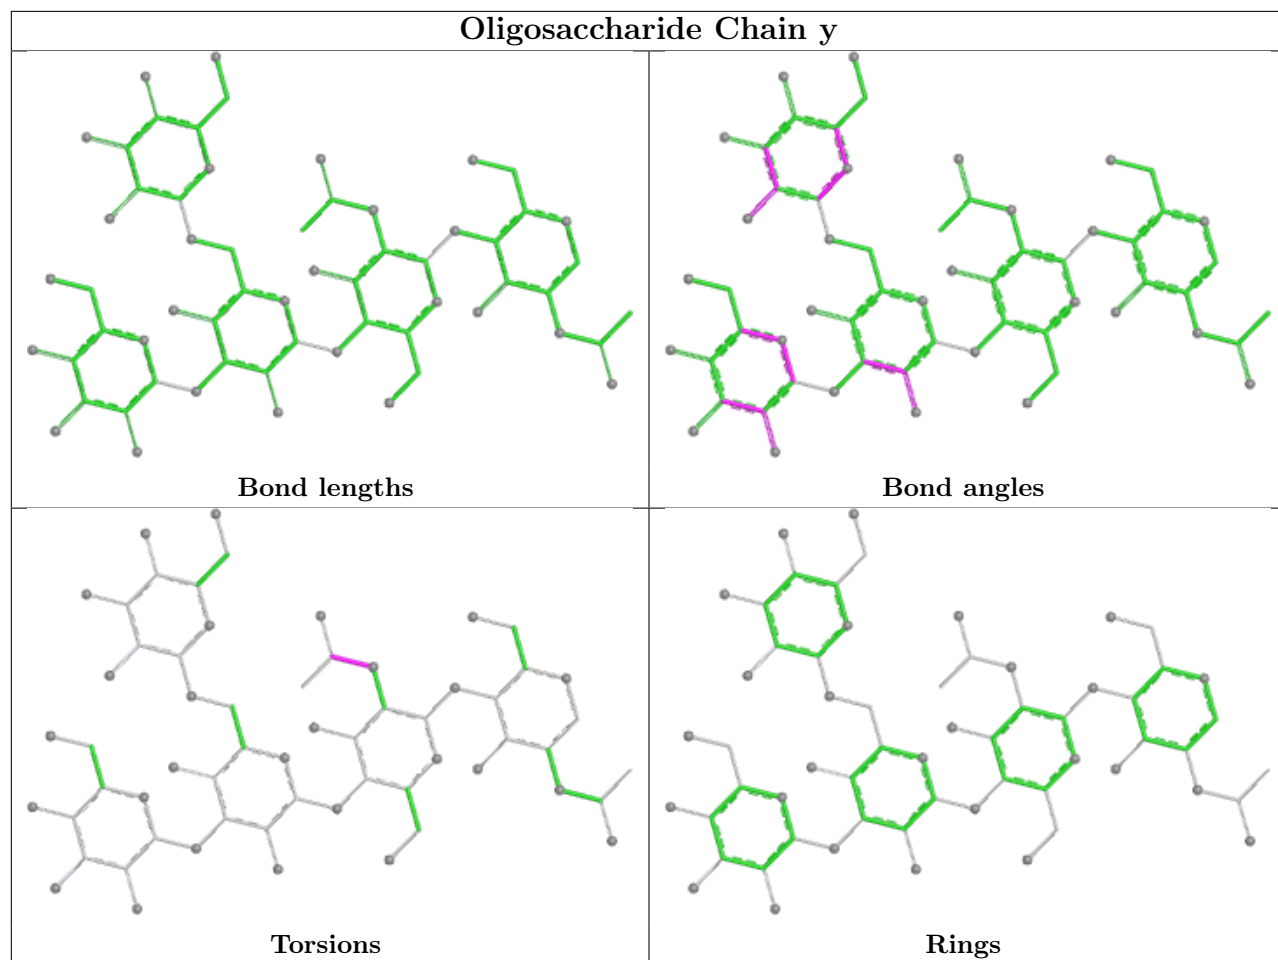 Oligosaccharide Chain y
Bond lengths
Bond angles
Torsions
Rings